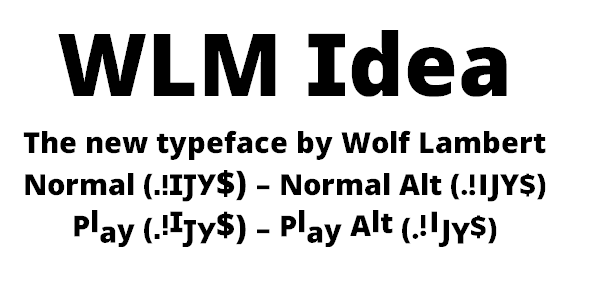 WLM Idea
The new typeface by Wolf Lambert
Normal (.!IJY$) – Normal Alt (.!IJY$)
Play (.!IJY$) – Play Alt (.!IJY$)